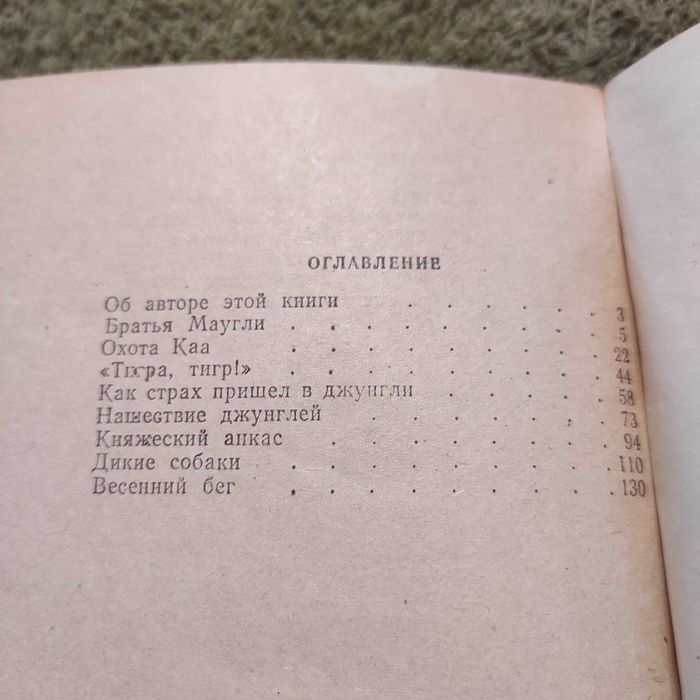 ОГЛАВЛЕНИЕ
Об авторе этой книги . . . . . . 3
Братья Маугли . . . . . . . . . 5
Охота Каа . . . . . . . . . 22
«Тигра, тигр!» . . . . . . . . . 44
Как страх пришел в джунгли . . . . . . 58
Нашествие джунглей . . . . . . . 73
Княжеский анкас . . . . . . . 94
Дикие собаки . . . . . . . . . 110
Весенний бег . . . . . . . . . 130